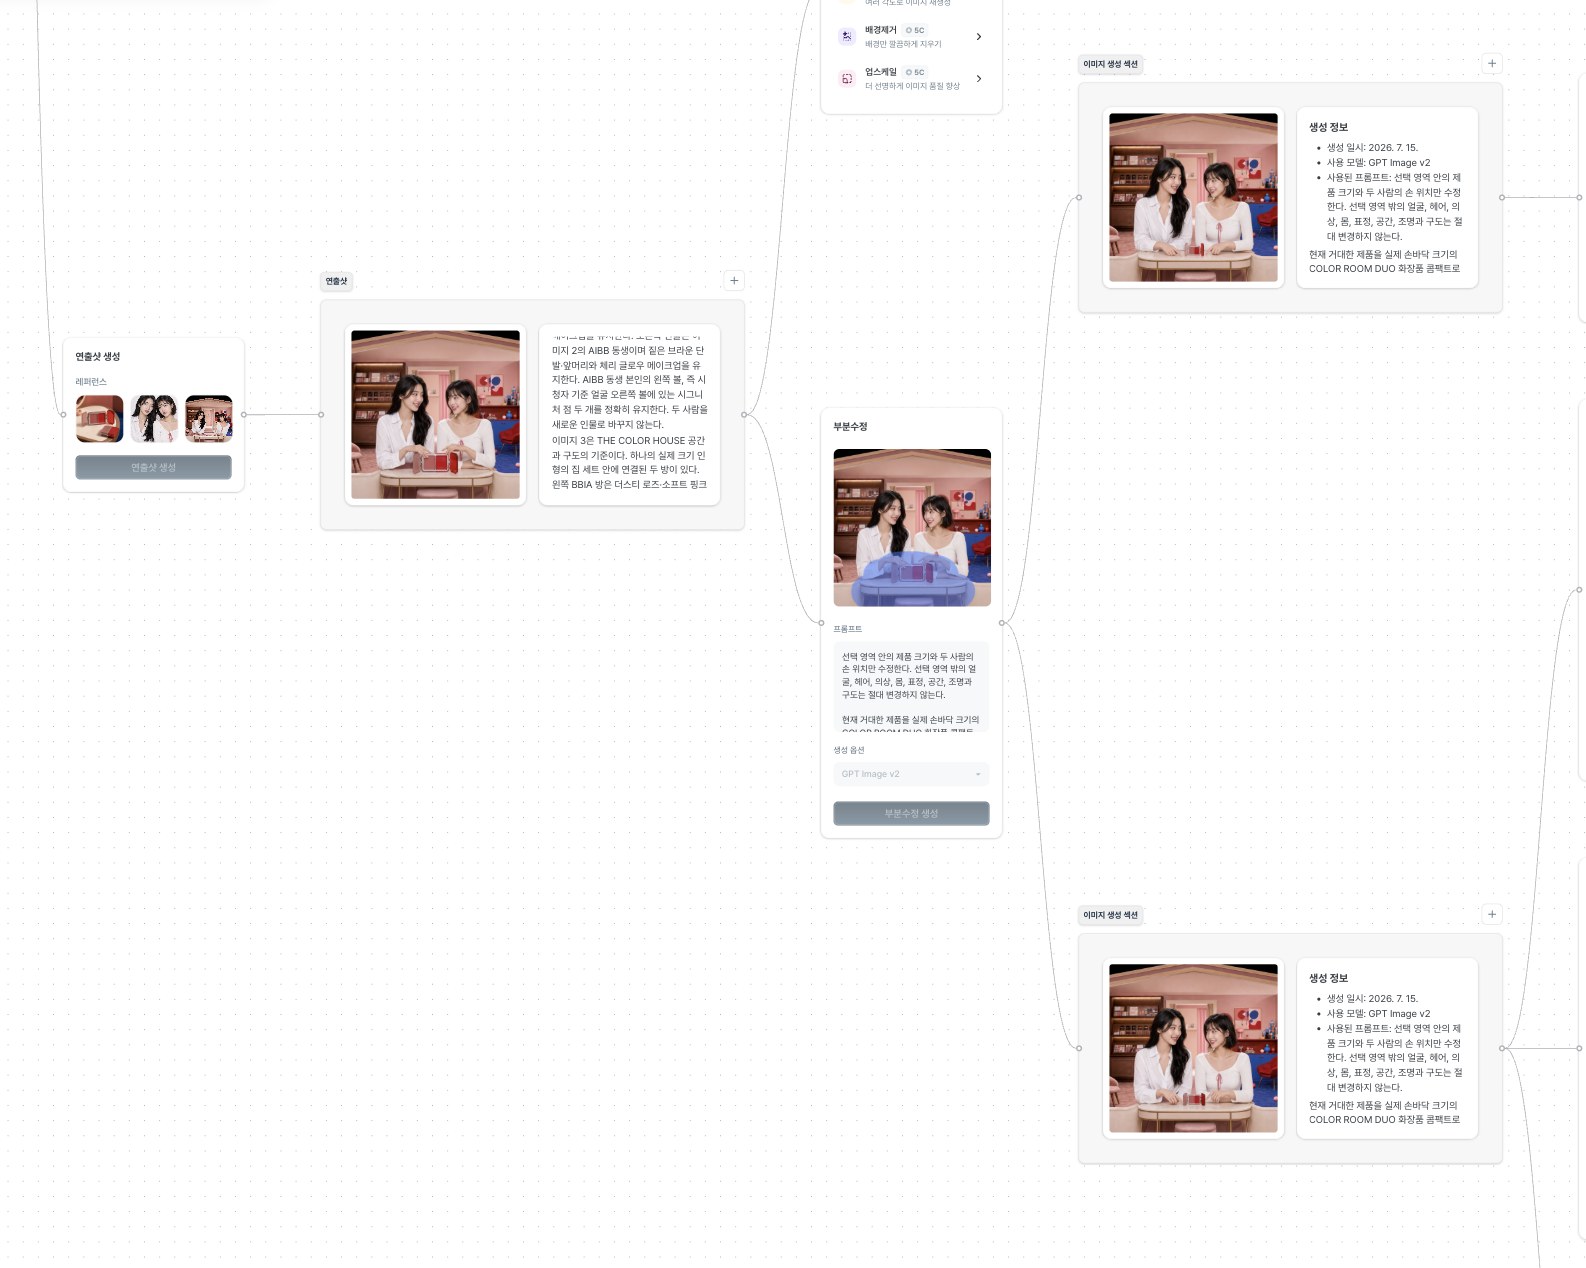 여러 각도로 이미지 재생성
배경제거 5C
배경만 깔끔하게 지우기
업스케일 5C
더 선명하게 이미지 품질 향상
이미지 생성 섹션
생성 정보
생성 일시: 2026. 7. 15.
사용 모델: GPT Image v2
사용된 프롬프트: 선택 영역 안의 제
품 크기와 두 사람의 손 위치만 수정
한다. 선택 영역 밖의 얼굴, 헤어, 의
상, 몸, 표정, 공간, 조명과 구도는 절
대 변경하지 않는다.
현재 거대한 제품을 실제 손바닥 크기의
COLOR ROOM DUO 화장품 콤팩트로
연출샷
미지 2의 AIBB 동생이며 짙은 브라운 단
발·앞머리와 체리 글로우 메이크업을 유
지한다. AIBB 동생 본인의 왼쪽 볼, 즉 시
청자 기준 얼굴 오른쪽 볼에 있는 시그니
처 점 두 개를 정확히 유지한다. 두 사람을
새로운 인물로 바꾸지 않는다.
이미지 3은 THE COLOR HOUSE 공간
과 구도의 기준이다. 하나의 실제 크기 인
형의 집 세트 안에 연결된 두 방이 있다.
왼쪽 BBIA 방은 더스티 로즈·소프트 핑크
연출샷 생성
레퍼런스
연출샷 생성
부분수정
프롬프트
선택 영역 안의 제품 크기와 두 사람의
손 위치만 수정한다. 선택 영역 밖의 얼
굴, 헤어, 의상, 몸, 표정, 공간, 조명과
구도는 절대 변경하지 않는다.
현재 거대한 제품을 실제 손바닥 크기의
COLOR ROOM DUO 화장품 콤팩트
생성 옵션
GPT Image v2
부분수정 생성
이미지 생성 섹션
생성 정보
생성 일시: 2026. 7. 15.
사용 모델: GPT Image v2
사용된 프롬프트: 선택 영역 안의 제
품 크기와 두 사람의 손 위치만 수정
한다. 선택 영역 밖의 얼굴, 헤어, 의
상, 몸, 표정, 공간, 조명과 구도는 절
대 변경하지 않는다.
현재 거대한 제품을 실제 손바닥 크기의
COLOR ROOM DUO 화장품 콤팩트로